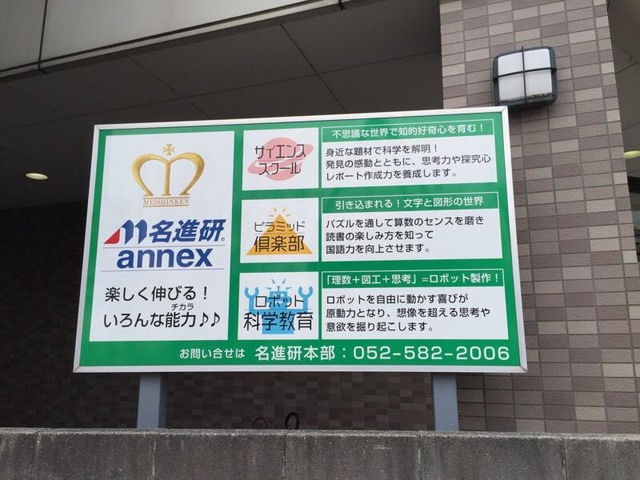 MEISHINKEN
名進研®
annex
楽しく伸びる！
チカラ
いろんな能力♪♪
サイエンス
スクール
不思議な世界で知的好奇心を育む！
身近な題材で科学を解明！
発見の感動とともに、思考力や探究心
レポート作成力を養成します。
ピラミッド
倶楽部
引き込まれる！文字と図形の世界
パズルを通して算数のセンスを磨き
読書の楽しみ方を知って
国語力を向上させます。
ロボット
科学教育
「理数＋図工＋思考」＝ロボット製作！
ロボットを自由に動かす喜びが
原動力となり、想像を超える思考や
意欲を掘り起こします。
お問い合せは 名進研本部：052-582-2006